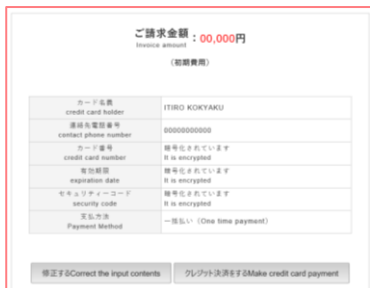 ご請求金額 : 00,000円
Invoice amount
(初期費用)
カード名義
credit card holder
ITIRO KOKYAKU
連絡先電話番号
contact phone number
00000000000
カード番号
credit card number
暗号化されています
It is encrypted
有効期限
expiration date
暗号化されています
It is encrypted
セキュリティーコード
security code
暗号化されています
It is encrypted
支払方法
Payment Method
一括払い (One time payment)
修正するCorrect the input contents
クレジット決済をするMake credit card payment